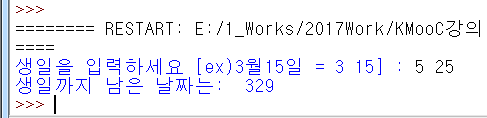 >>>
======== RESTART: E:/1_Works/2017Work/KMooC강의
====
생일을 입력하세요 [ex)3월15일 = 3 15] : 5 25
생일까지 남은 날짜는:  329
>>>